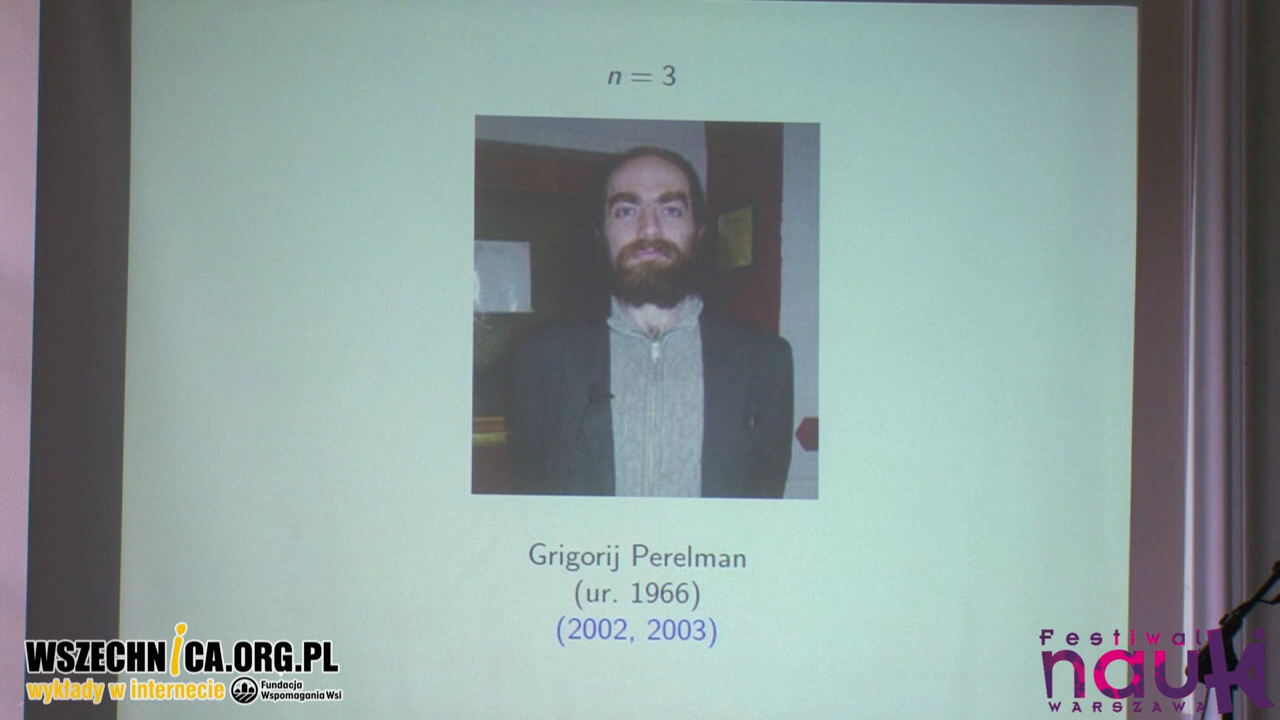 n = 3
Grigorij Perelman
(ur. 1966)
(2002, 2003)
WSZECHNICA.ORG.PL
wykłady w internecie
Fundacja
Wspomagania Wsi
Festiwal
nauki
WARSZAWA